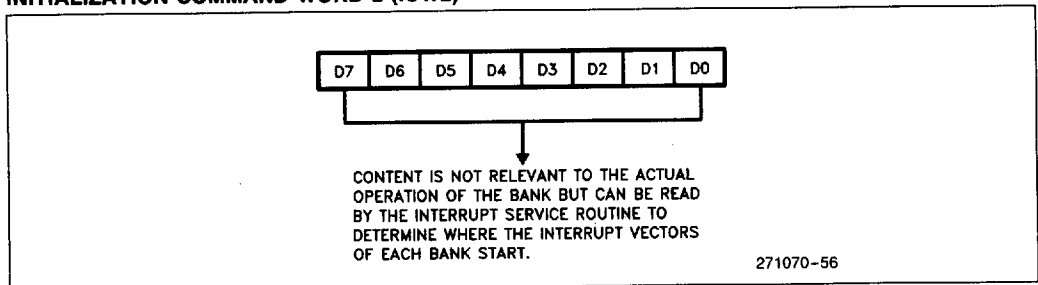 INITIALIZATION COMMAND WORD 2 (ICW2)
D7 D6 D5 D4 D3 D2 D1 D0
CONTENT IS NOT RELEVANT TO THE ACTUAL
OPERATION OF THE BANK BUT CAN BE READ
BY THE INTERRUPT SERVICE ROUTINE TO
DETERMINE WHERE THE INTERRUPT VECTORS
OF EACH BANK START.
271070-56